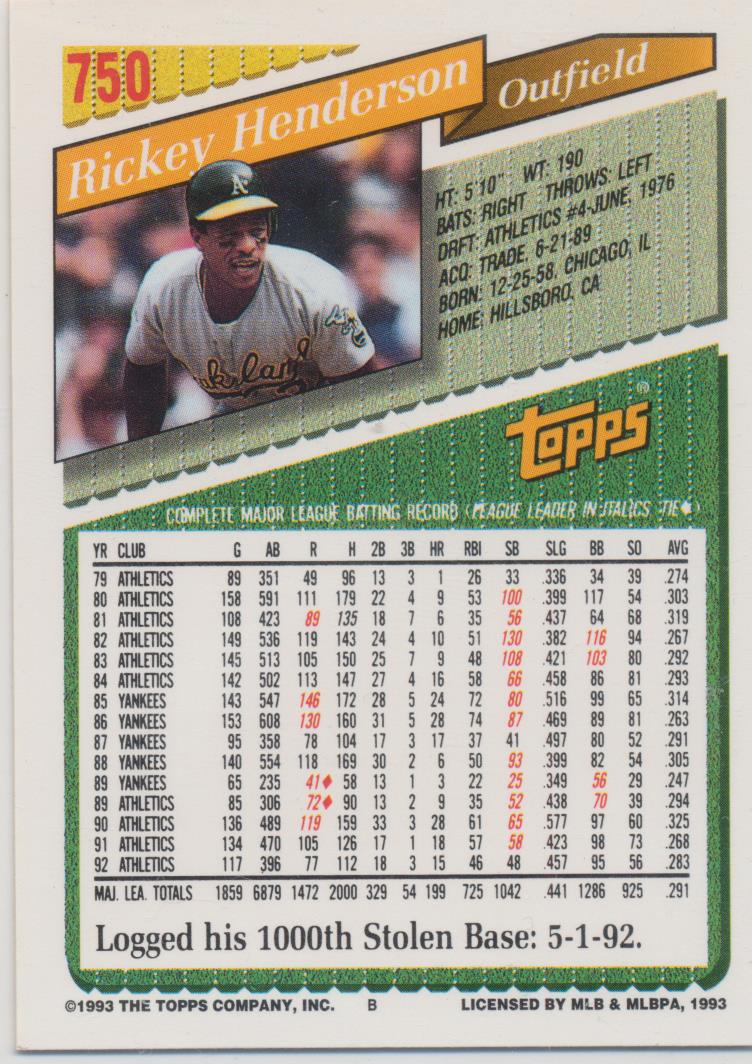 750
Rickey Henderson
Outfield
A's
Oakland
HT: 5'10" WT: 190
BATS: RIGHT THROWS: LEFT
DRFT: ATHLETICS #4-JUNE, 1976
ACQ: TRADE, 6-21-89
BORN: 12-25-58, CHICAGO, IL
HOME: HILLSBORO, CA
topps®
COMPLETE MAJOR LEAGUE BATTING RECORD (LEAGUE LEADER IN ITALICS, TIE♦)
YR CLUB G AB R H 2B 3B HR RBI SB SLG BB SO AVG
79 ATHLETICS 89 351 49 96 13 3 1 26 33 .336 34 39 .274
80 ATHLETICS 158 591 111 179 22 4 9 53 100 .399 117 54 .303
81 ATHLETICS 108 423 89 135 18 7 6 35 56 .437 64 68 .319
82 ATHLETICS 149 536 119 143 24 4 10 51 130 .382 116 94 .267
83 ATHLETICS 145 513 105 150 25 7 9 48 108 .421 103 80 .292
84 ATHLETICS 142 502 113 147 27 4 16 58 66 .458 86 81 .293
85 YANKEES 143 547 146 172 28 5 24 72 80 .516 99 65 .314
86 YANKEES 153 608 130 160 31 5 28 74 87 .469 89 81 .263
87 YANKEES 95 358 78 104 17 3 17 37 41 .497 80 52 .291
88 YANKEES 140 554 118 169 30 2 6 50 93 .399 82 54 .305
89 YANKEES 65 235 41♦ 58 13 1 3 22 25 .349 56 29 .247
89 ATHLETICS 85 306 72♦ 90 13 2 9 35 52 .438 70 39 .294
90 ATHLETICS 136 489 119 159 33 3 28 61 65 .577 97 60 .325
91 ATHLETICS 134 470 105 126 17 1 18 57 58 .423 98 73 .268
92 ATHLETICS 117 396 77 112 18 3 15 46 48 .457 95 56 .283
MAJ. LEA. TOTALS 1859 6879 1472 2000 329 54 199 725 1042 .441 1286 925 .291
Logged his 1000th Stolen Base: 5-1-92.
©1993 THE TOPPS COMPANY, INC. B LICENSED BY MLB & MLBPA, 1993